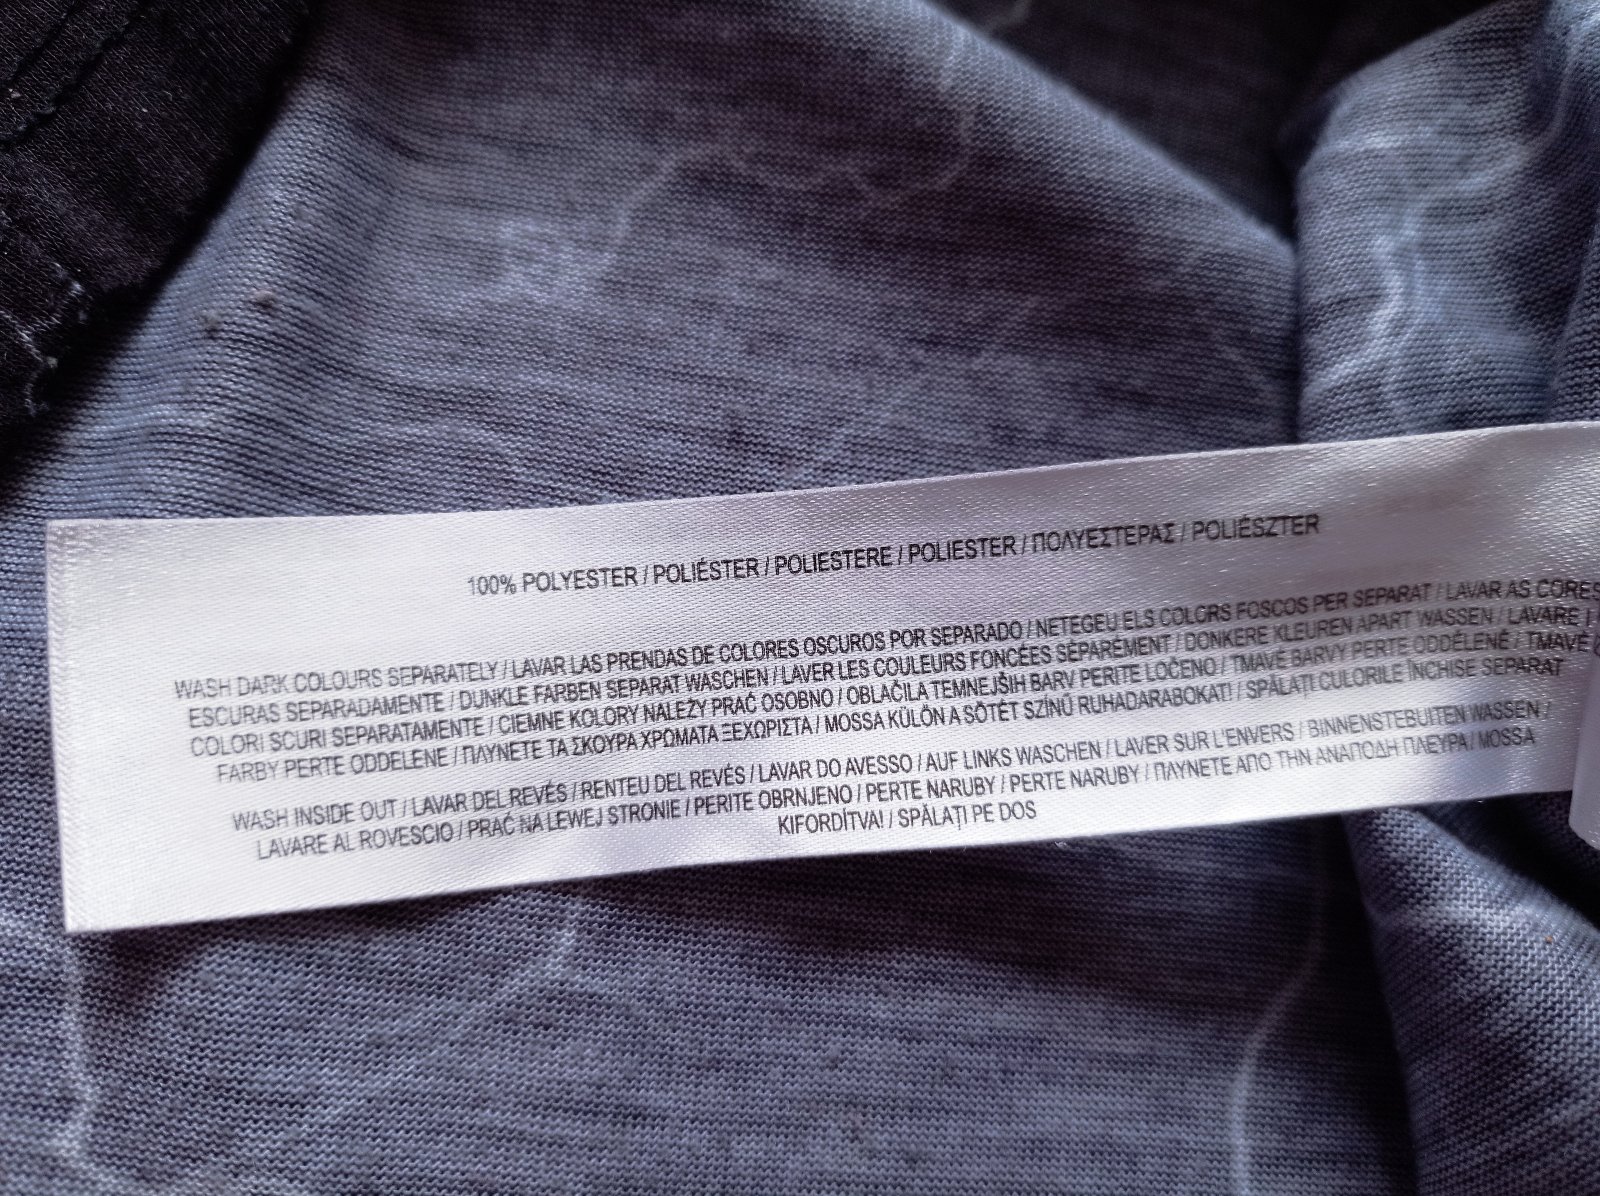 100% POLYESTER / POLIÉSTER / POLIESTERE / POLIESTER / ΠΟΛΥΕΣΤΕΡΑΣ / POLIÉSZTER
WASH DARK COLOURS SEPARATELY / LAVAR LAS PRENDAS DE COLORES OSCUROS POR SEPARADO / NETEGEU ELS COLORS FOSCOS PER SEPARAT / LAVAR AS CORES
ESCURAS SEPARADAMENTE / DUNKLE FARBEN SEPARAT WASCHEN / LAVER LES COULEURS FONCÉES SÉPARÉMENT / DONKERE KLEUREN APART WASSEN / LAVARE I
COLORI SCURI SEPARATAMENTE / CIEMNE KOLORY NALEŻY PRAĆ OSOBNO / OBLAČILA TEMNEJŠIH BARV PERITE LOČENO / TMAVÉ BARVY PERTE ODDĚLENĚ / TMAVÉ
FARBY PERTE ODDELENE / ΠΛΥΝΕΤΕ ΤΑ ΣΚΟΥΡΑ ΧΡΩΜΑΤΑ ΞΕΧΩΡΙΣΤΑ / MOSSA KÜLÖN A SÖTÉT SZÍNŰ RUHADARABOKAT! / SPĂLAȚI CULORILE ÎNCHISE SEPARAT
WASH INSIDE OUT / LAVAR DEL REVÉS / RENTEU DEL REVÉS / LAVAR DO AVESSO / AUF LINKS WASCHEN / LAVER SUR L'ENVERS / BINNENSTEBUITEN WASSEN /
LAVARE AL ROVESCIO / PRAĆ NA LEWEJ STRONIE / PERITE OBRNJENO / PERTE NARUBY / PERTE NARUBY / ΠΛΥΝΕΤΕ ΑΠΟ ΤΗΝ ΑΝΑΠΟΔΗ ΠΛΕΥΡΑ / MOSSA
KIFORDÍTVA! / SPĂLAȚI PE DOS